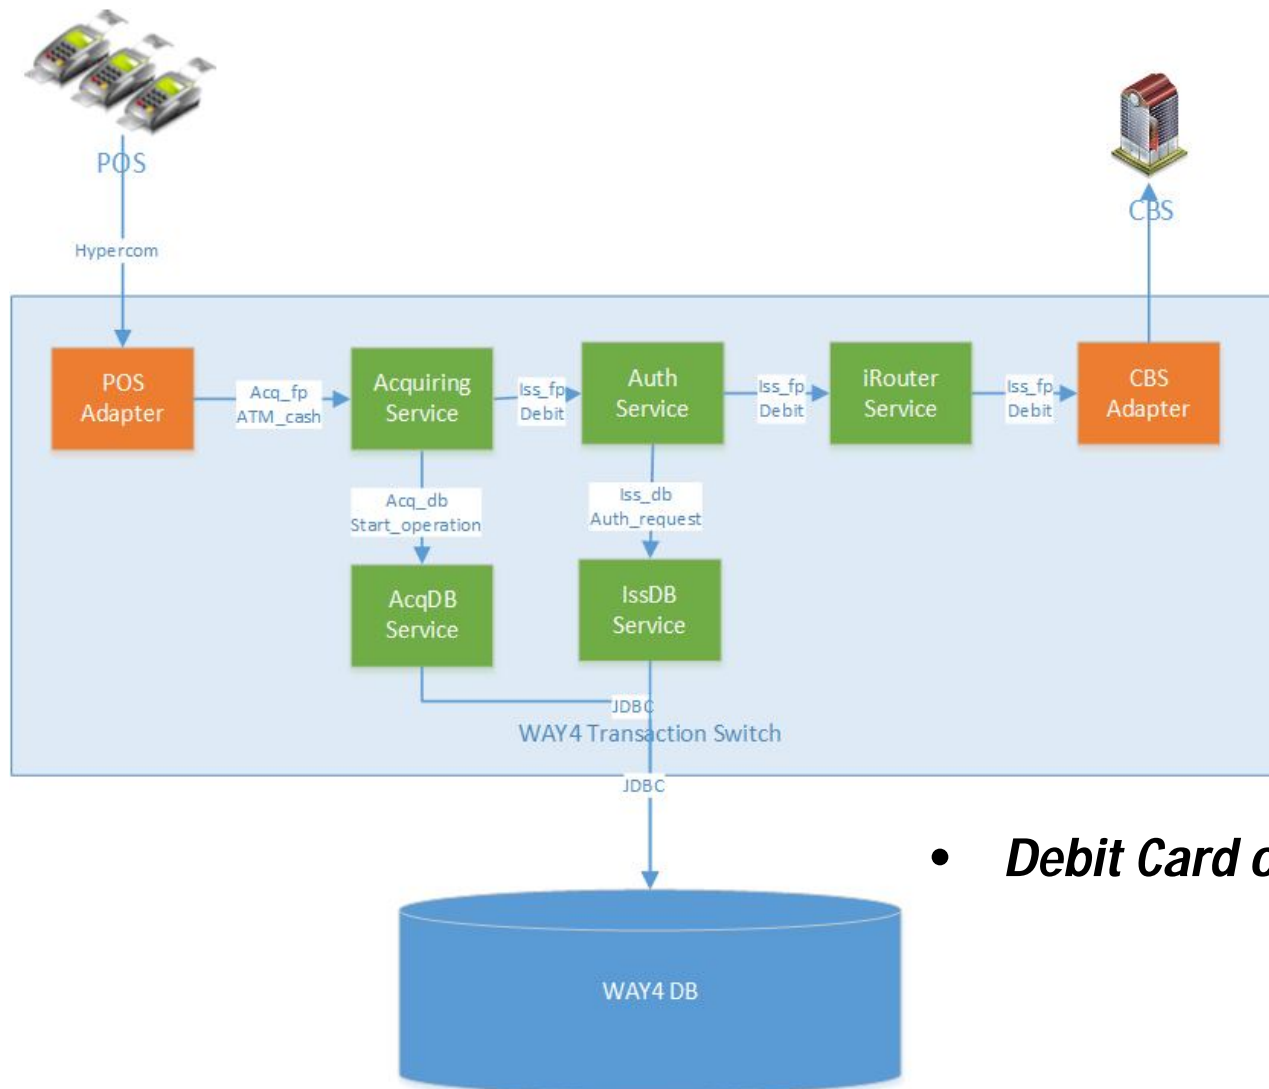 POS
CBS
Hypercom
POS
Adapter
Acq_fp
ATM_cash
Acquiring
Service
Iss_fp
Debit
Auth
Service
Iss_fp
Debit
iRouter
Service
Iss_fp
Debit
CBS
Adapter
Acq_db
Start_operation
Iss_db
Auth_request
AcqDB
Service
IssDB
Service
JDBC
WAY4 Transaction Switch
JDBC
• Debit Card
WAY4 DB